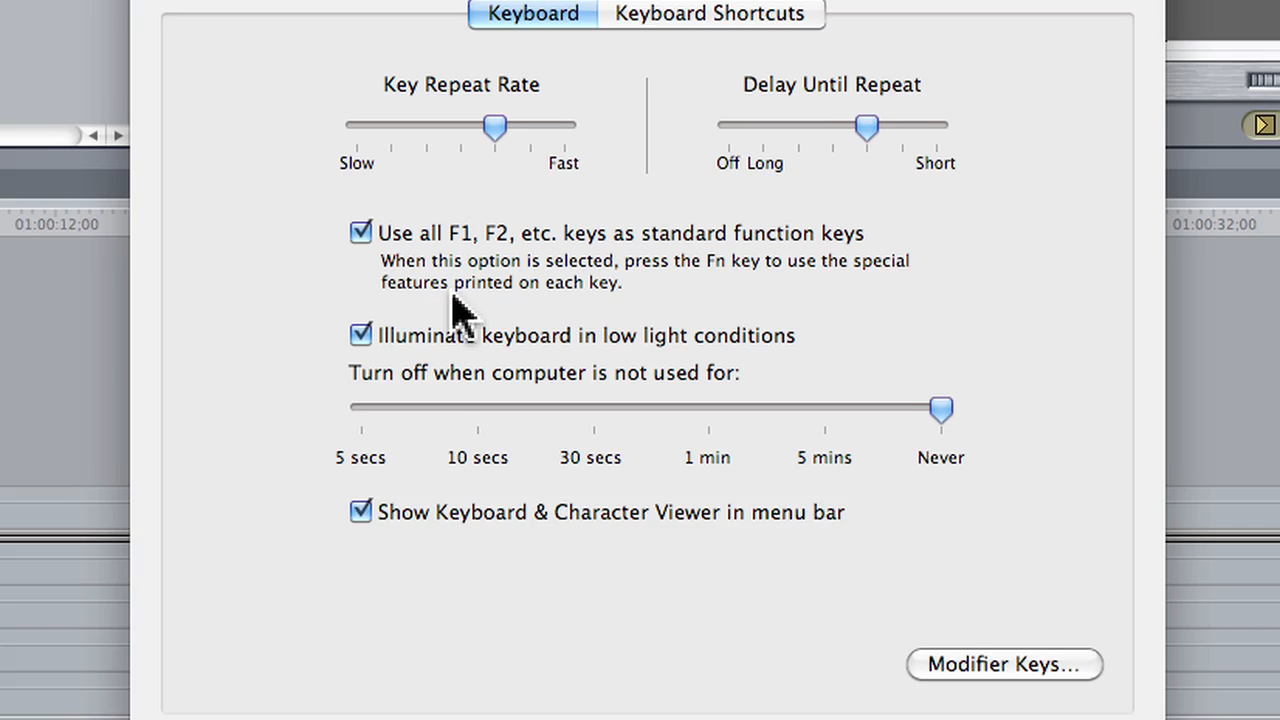 Keyboard Keyboard Shortcuts
Key Repeat Rate Delay Until Repeat
Slow Fast Off Long Short
01:00:12;00 01:00:32;00
Use all F1, F2, etc. keys as standard function keys
When this option is selected, press the Fn key to use the special
features printed on each key.
Illuminate keyboard in low light conditions
Turn off when computer is not used for:
5 secs 10 secs 30 secs 1 min 5 mins Never
Show Keyboard & Character Viewer in menu bar
Modifier Keys...